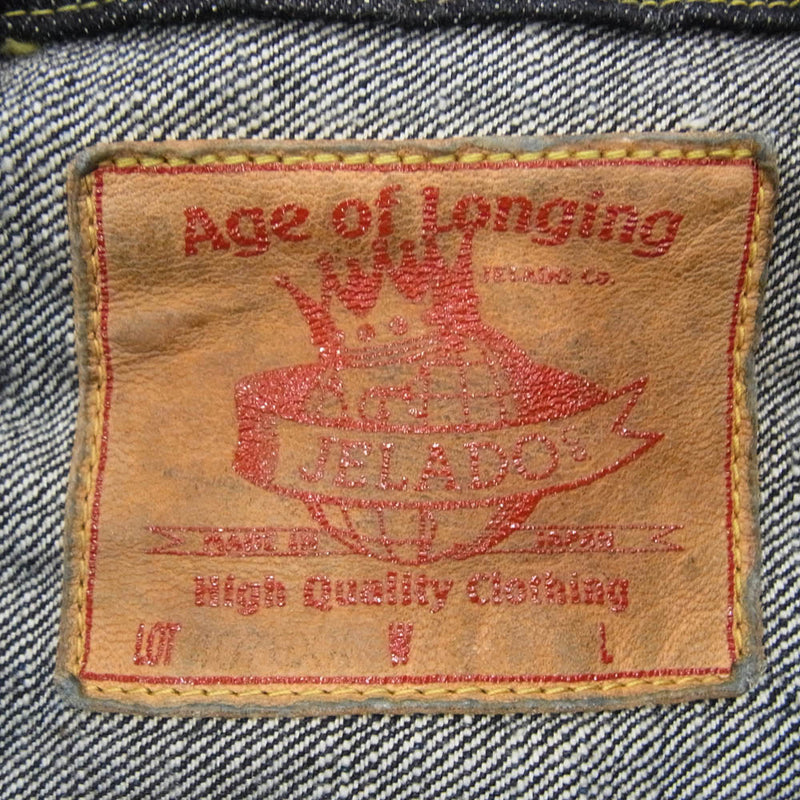 Age of Longing
JELADO Co.
JELADO'S
MADE IN JAPAN
High Quality Clothing
LOT W L